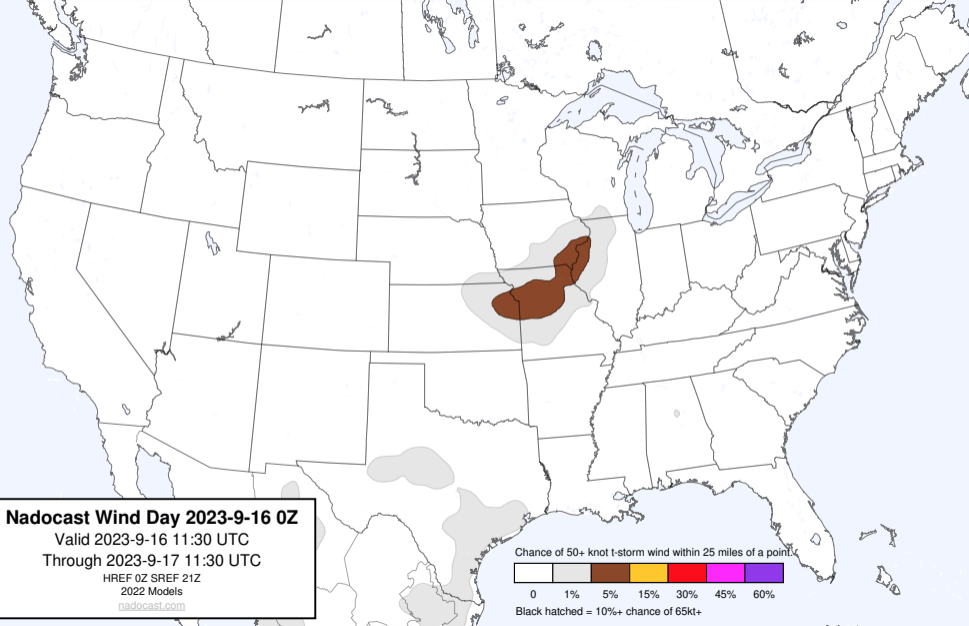 Nadocast Wind Day 2023-9-16 0Z
Valid 2023-9-16 11:30 UTC
Through 2023-9-17 11:30 UTC
HREF 0Z SREF 21Z
2022 Models
nadocast.com
Chance of 50+ knot t-storm wind within 25 miles of a point.
0 1% 5% 15% 30% 45% 60%
Black hatched = 10%+ chance of 65kt+